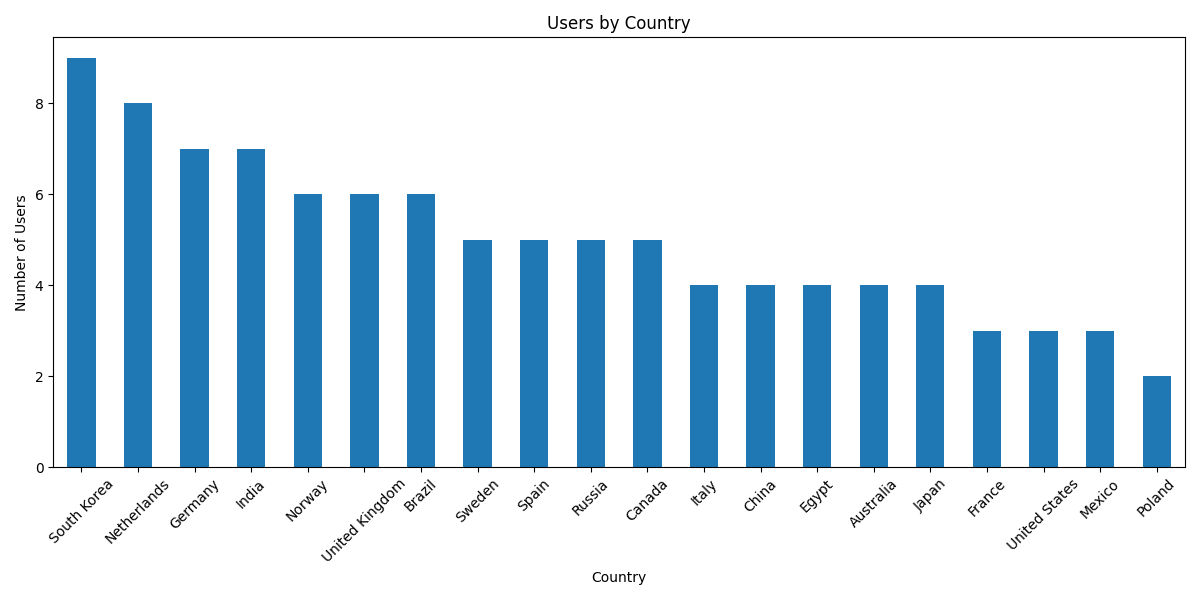 Users by Country
Number of Users
8
6
4
2
0
South Korea
Netherlands
Germany
India
Norway
United Kingdom
Brazil
Sweden
Spain
Russia
Canada
Italy
China
Egypt
Australia
Japan
France
United States
Mexico
Poland
Country